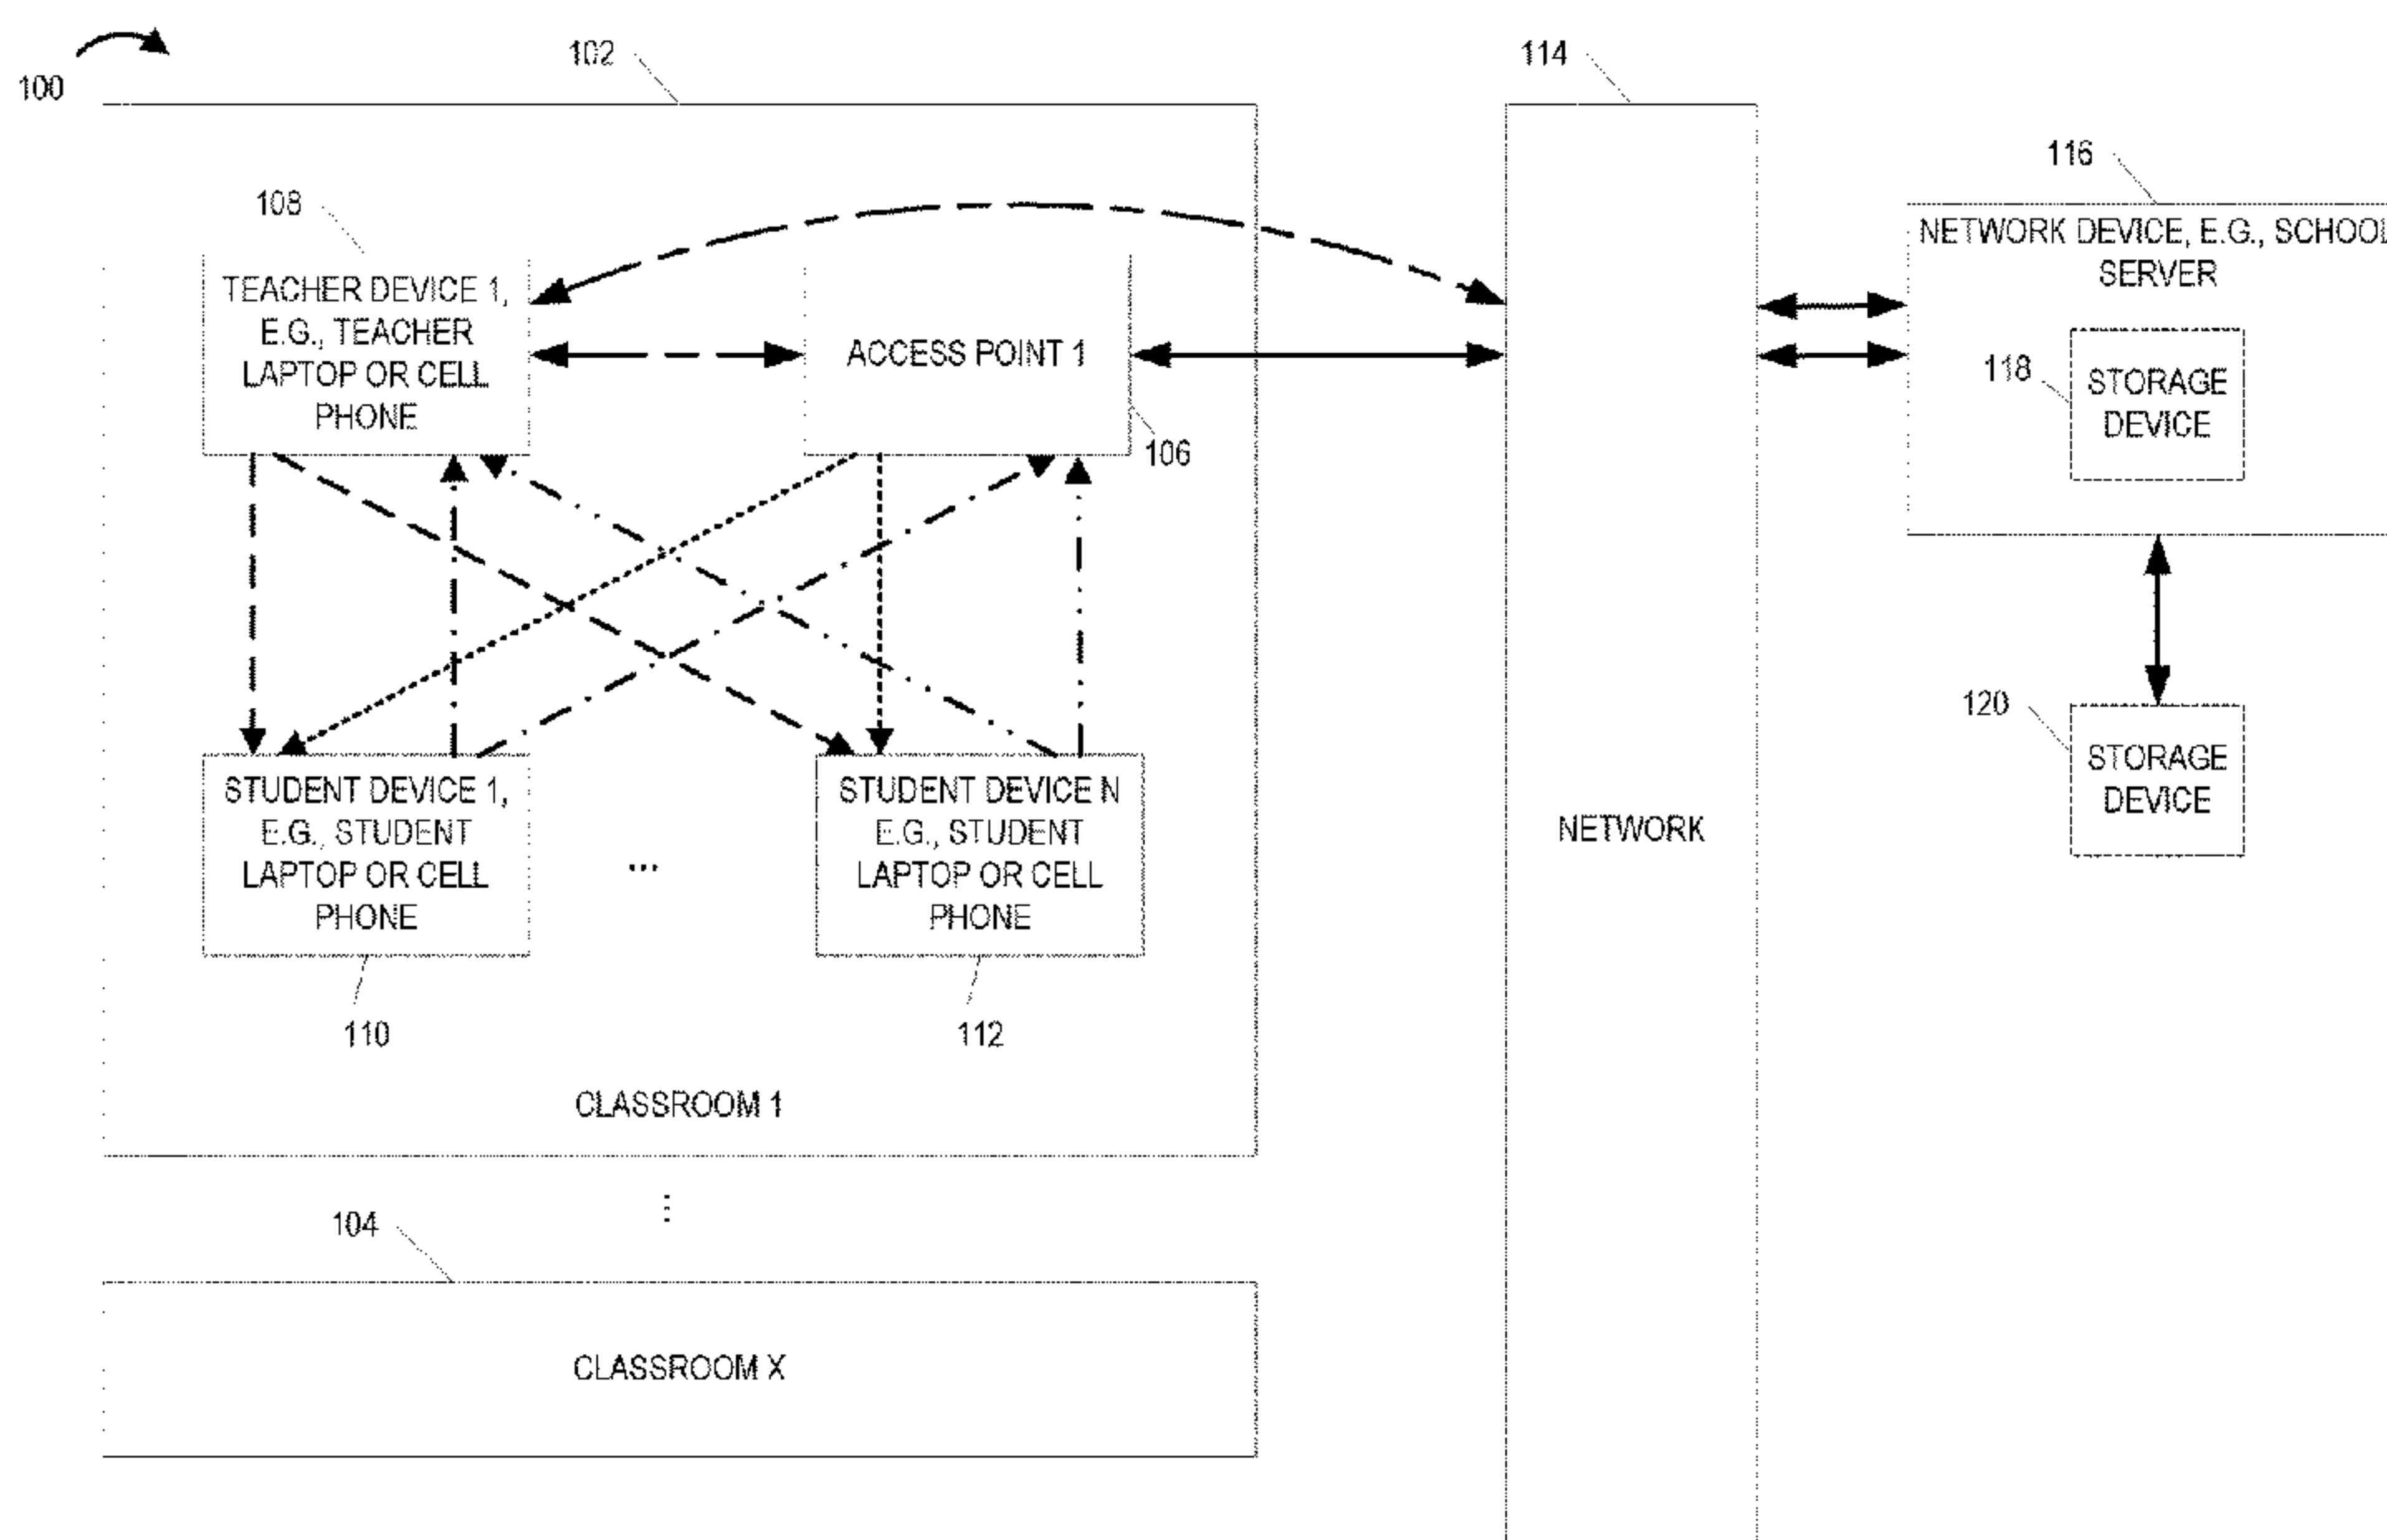 100
102
114
116
108
NETWORK DEVICE, E.G., SCHOOL
SERVER
TEACHER DEVICE 1,
E.G., TEACHER
LAPTOP OR CELL
PHONE
ACCESS POINT 1
106
118
STORAGE
DEVICE
120
STORAGE
DEVICE
STUDENT DEVICE 1,
E.G., STUDENT
LAPTOP OR CELL
PHONE
...
STUDENT DEVICE N
E.G., STUDENT
LAPTOP OR CELL
PHONE
NETWORK
110
112
CLASSROOM 1
...
104
CLASSROOM X